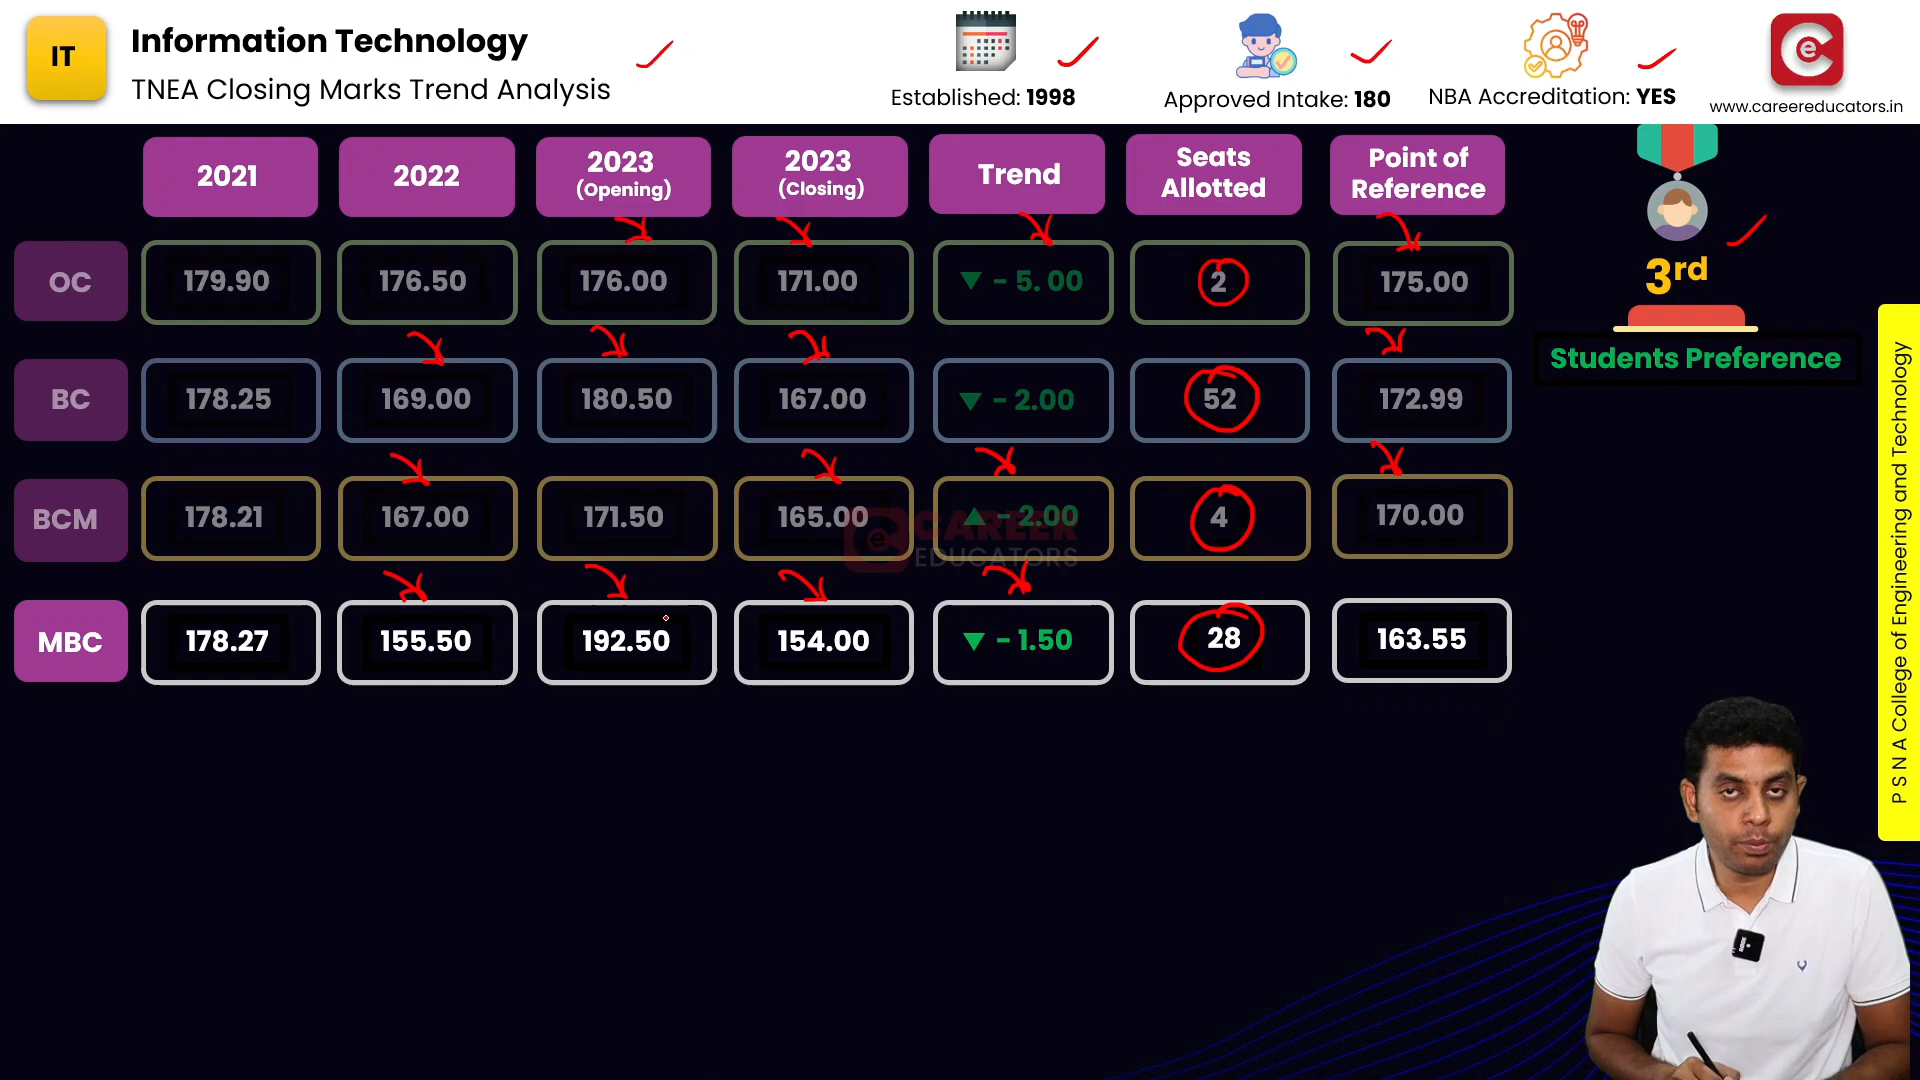 IT
Information Technology
TNEA Closing Marks Trend Analysis
Established: 1998
Approved Intake: 180
NBA Accreditation: YES
e
www.careereducators.in
2021
2022
2023
(Opening)
2023
(Closing)
Trend
Seats
Allotted
Point of
Reference
OC
179.90
176.50
176.00
171.00
▼ - 5. 00
2
175.00
BC
178.25
169.00
180.50
167.00
▼ - 2.00
52
172.99
BCM
178.21
167.00
171.50
165.00
▲ - 2.00
4
170.00
MBC
178.27
155.50
192.50
154.00
▼ - 1.50
28
163.55
e CAREER
EDUCATORS
3rd
Students Preference
P S N A College of Engineering and Technology